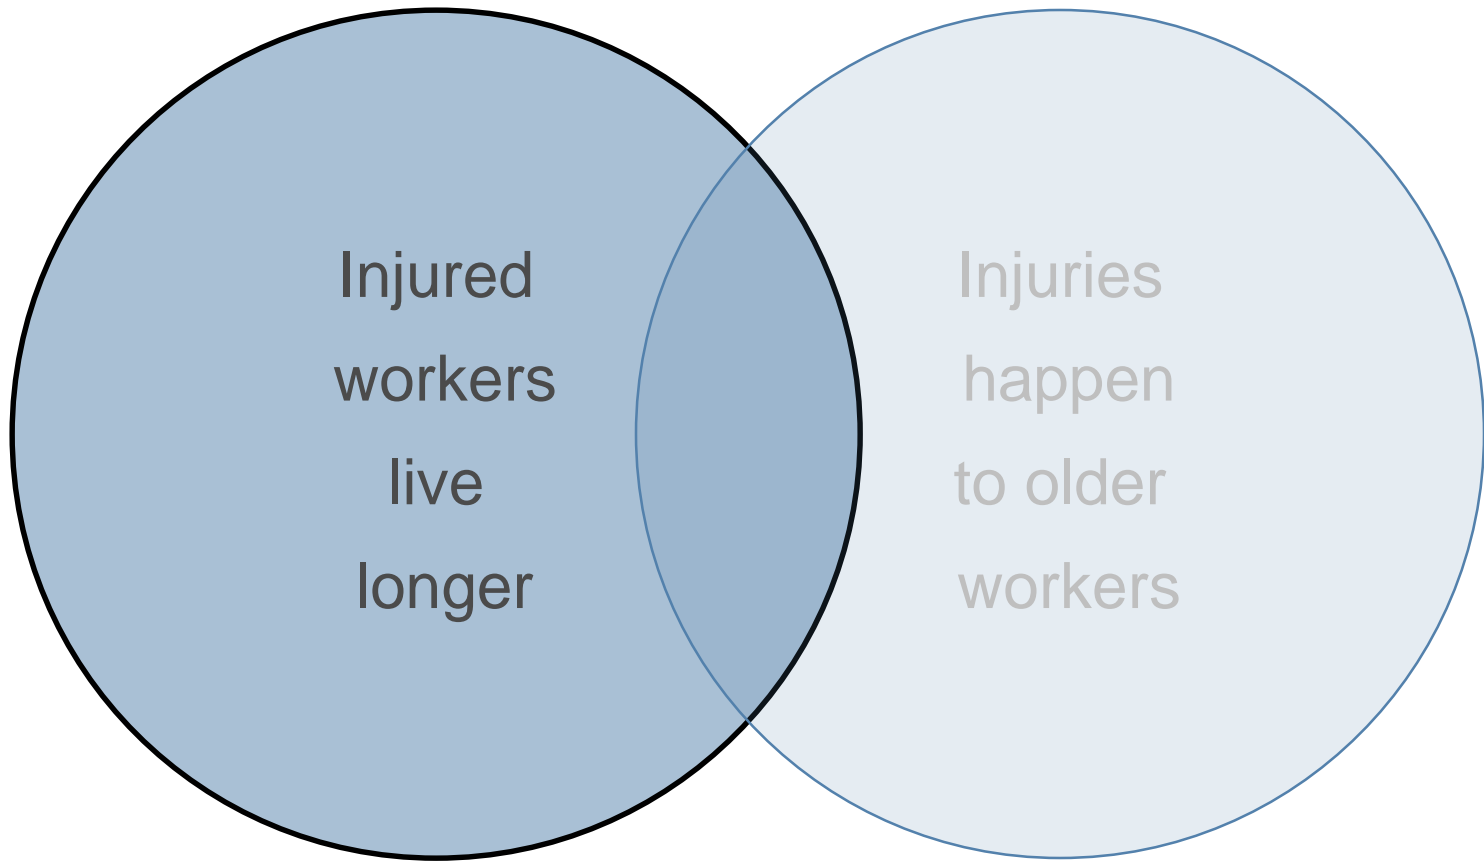 Injured
workers
live
longer
Injuries
happen
to older
workers